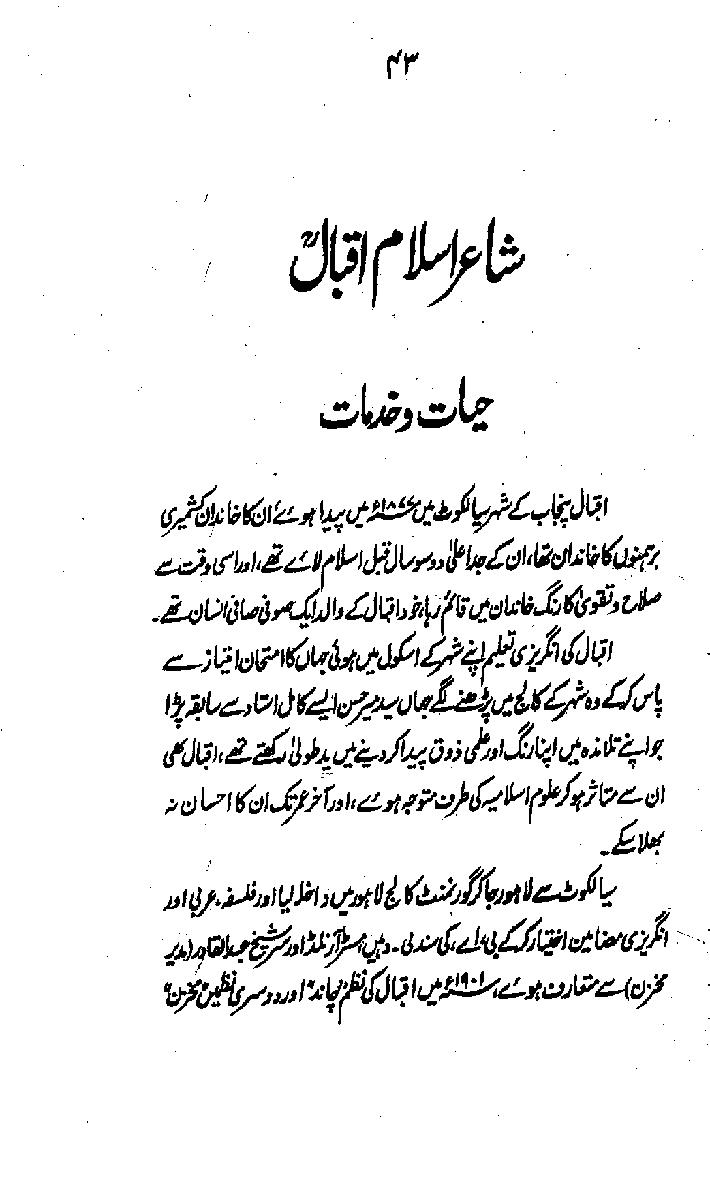 ۴۳
شاعر اسلام اقبالؒ
حیات و خدمات
اقبال پنجاب کے شہر سیالکوٹ میں ۱۸۷۷ء میں پیدا ہوئے ان کا خاندان کشمیری
برہمنوں کا خاندان تھا، ان کے جداعلیٰ دو سو سال قبل اسلام لائے تھے، اور اسی وقت سے
صلاح و تقویٰ کا رنگ خاندان میں قائم رہا، خود اقبال کے والد ایک صوفی صافی انسان تھے۔
اقبال کی انگریزی تعلیم اپنے شہر کے اسکول میں ہوئی جہاں کا امتحان امتیاز سے
پاس کر کے وہ شہر کے کالج میں پڑھنے لگے جہاں سید میر حسن ایسے کامل استاد سے سابقہ پڑا
جو اپنے تلامذہ میں اپنا رنگ اور علمی ذوق پیدا کر دینے میں ید طولیٰ رکھتے تھے، اقبال بھی
ان سے متاثر ہو کر علوم اسلامیہ کی طرف متوجہ ہوئے، اور آخر عمر تک ان کا احسان نہ
بھلا سکے۔
سیالکوٹ سے لاہور جا کر گورنمنٹ کالج لاہور میں داخلہ لیا اور فلسفہ، عربی اور
انگریزی مضامین اختیار کر کے بی، اے، کی سند لی۔ وہیں مسٹر آرنلڈ اور سر شیخ عبدالقادر (مدیر
مخزن) سے متعارف ہوئے، ۱۹۰۱ء میں اقبال کی نظم "چاند" اور دوسری نظمیں "مخزن"